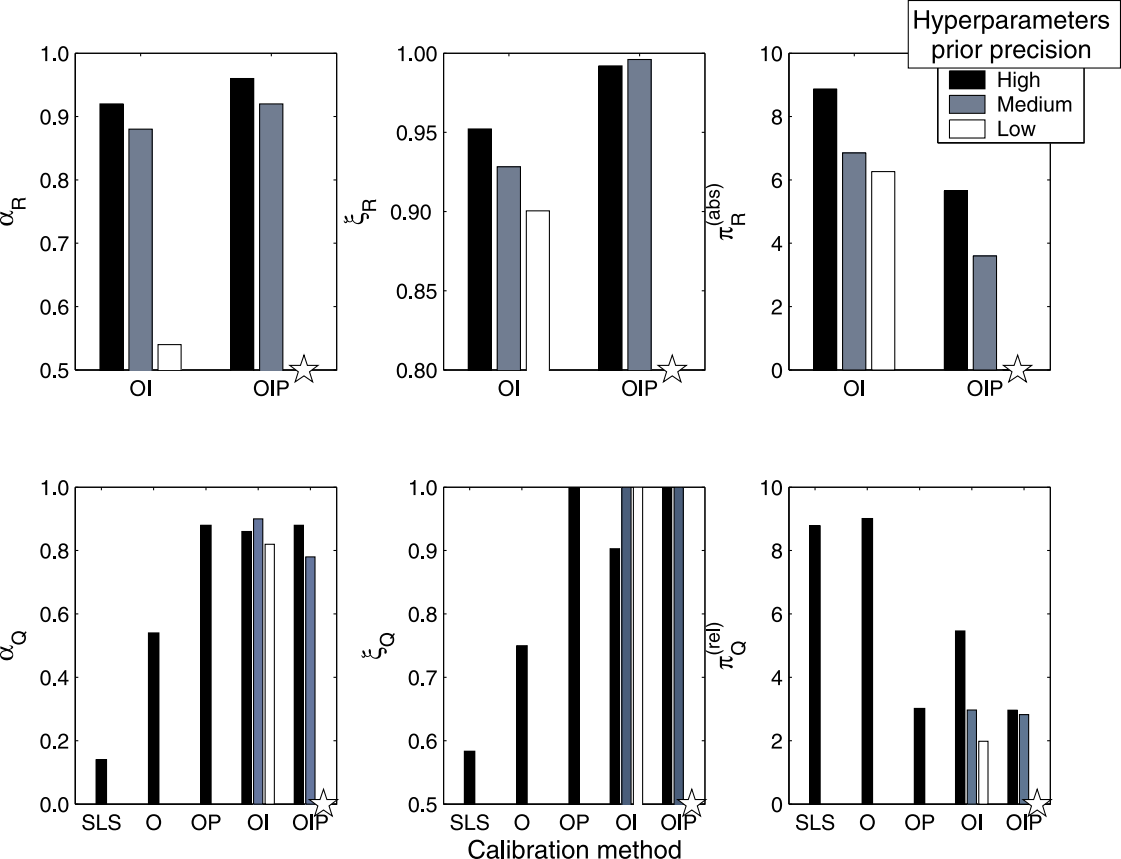 Hyperparameters
prior precision
High
Medium
Low
1.0
0.9
0.8
0.7
0.6
0.5
α_R
OI
OIP
1.00
0.95
0.90
0.85
0.80
ξ_R
OI
OIP
10
8
6
4
2
0
π_R^(abs)
OI
OIP
1.0
0.8
0.6
0.4
0.2
0.0
α_Q
SLS O OP OI OIP
1.0
0.9
0.8
0.7
0.6
0.5
ξ_Q
SLS O OP OI OIP
Calibration method
10
8
6
4
2
0
π_Q^(rel)
SLS O OP OI OIP